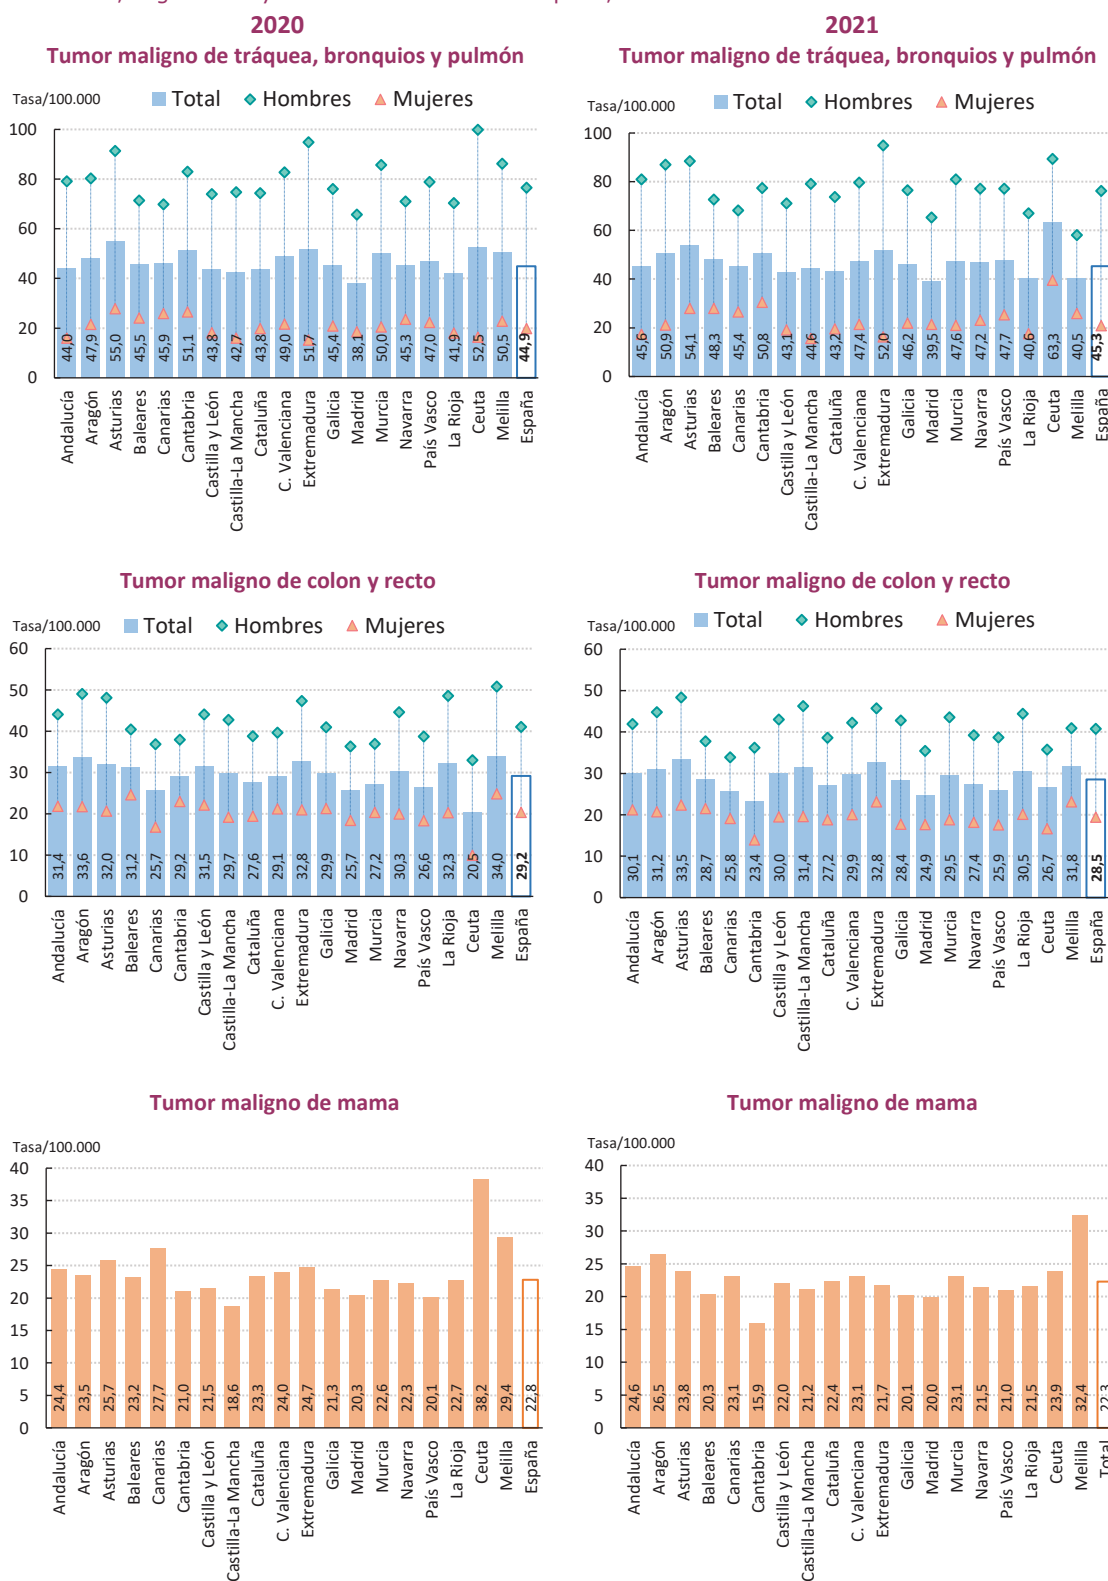 2020
Tumor maligno de tráquea, bronquios y pulmón
Tasa/100.000
Total Hombres Mujeres
100
80
60
40
20
0
44,0 47,9 55,0 45,5 45,9 51,1 43,8 42,7 43,8 49,0 51,7 45,4 38,1 50,0 45,3 47,0 41,9 52,5 50,5 44,9
Andalucía Aragón Asturias Baleares Canarias Cantabria Castilla y León Castilla-La Mancha Cataluña C. Valenciana Extremadura Galicia Madrid Murcia Navarra País Vasco La Rioja Ceuta Melilla España
2021
Tumor maligno de tráquea, bronquios y pulmón
Tasa/100.000
Total Hombres Mujeres
100
80
60
40
20
0
45,6 50,9 54,1 48,3 45,4 50,8 43,1 44,6 43,2 47,4 52,0 46,2 39,5 47,6 47,2 47,7 40,6 63,3 40,5 45,3
Andalucía Aragón Asturias Baleares Canarias Cantabria Castilla y León Castilla-La Mancha Cataluña C. Valenciana Extremadura Galicia Madrid Murcia Navarra País Vasco La Rioja Ceuta Melilla España
Tumor maligno de colon y recto
Tasa/100.000
Total Hombres Mujeres
60
50
40
30
20
10
0
31,4 33,6 32,0 31,2 25,7 29,2 31,5 29,7 27,6 29,1 32,8 29,9 25,7 27,2 30,3 26,6 32,3 20,5 34,0 29,2
Andalucía Aragón Asturias Baleares Canarias Cantabria Castilla y León Castilla-La Mancha Cataluña C. Valenciana Extremadura Galicia Madrid Murcia Navarra País Vasco La Rioja Ceuta Melilla España
Tumor maligno de colon y recto
Tasa/100.000
Total Hombres Mujeres
60
50
40
30
20
10
0
30,1 31,2 33,5 28,7 25,8 23,4 30,0 31,4 27,2 29,9 32,8 28,4 24,9 29,5 27,4 25,9 30,5 26,7 31,8 28,5
Andalucía Aragón Asturias Baleares Canarias Cantabria Castilla y León Castilla-La Mancha Cataluña C. Valenciana Extremadura Galicia Madrid Murcia Navarra País Vasco La Rioja Ceuta Melilla España
Tumor maligno de mama
Tasa/100.000
40
35
30
25
20
15
10
5
0
24,4 23,5 25,7 23,2 27,7 21,0 21,5 18,6 23,3 24,0 24,7 21,3 20,3 22,6 22,3 20,1 22,7 38,2 29,4 22,8
Andalucía Aragón Asturias Baleares Canarias Cantabria Castilla y León Castilla-La Mancha Cataluña C. Valenciana Extremadura Galicia Madrid Murcia Navarra País Vasco La Rioja Ceuta Melilla España
Tumor maligno de mama
Tasa/100.000
40
35
30
25
20
15
10
5
0
24,6 26,5 23,8 20,3 23,1 15,9 22,0 21,2 22,4 23,1 21,7 20,1 20,0 23,1 21,5 21,0 21,5 23,9 32,4 22,3
Andalucía Aragón Asturias Baleares Canarias Cantabria Castilla y León Castilla-La Mancha Cataluña C. Valenciana Extremadura Galicia Madrid Murcia Navarra País Vasco La Rioja Ceuta Melilla Total